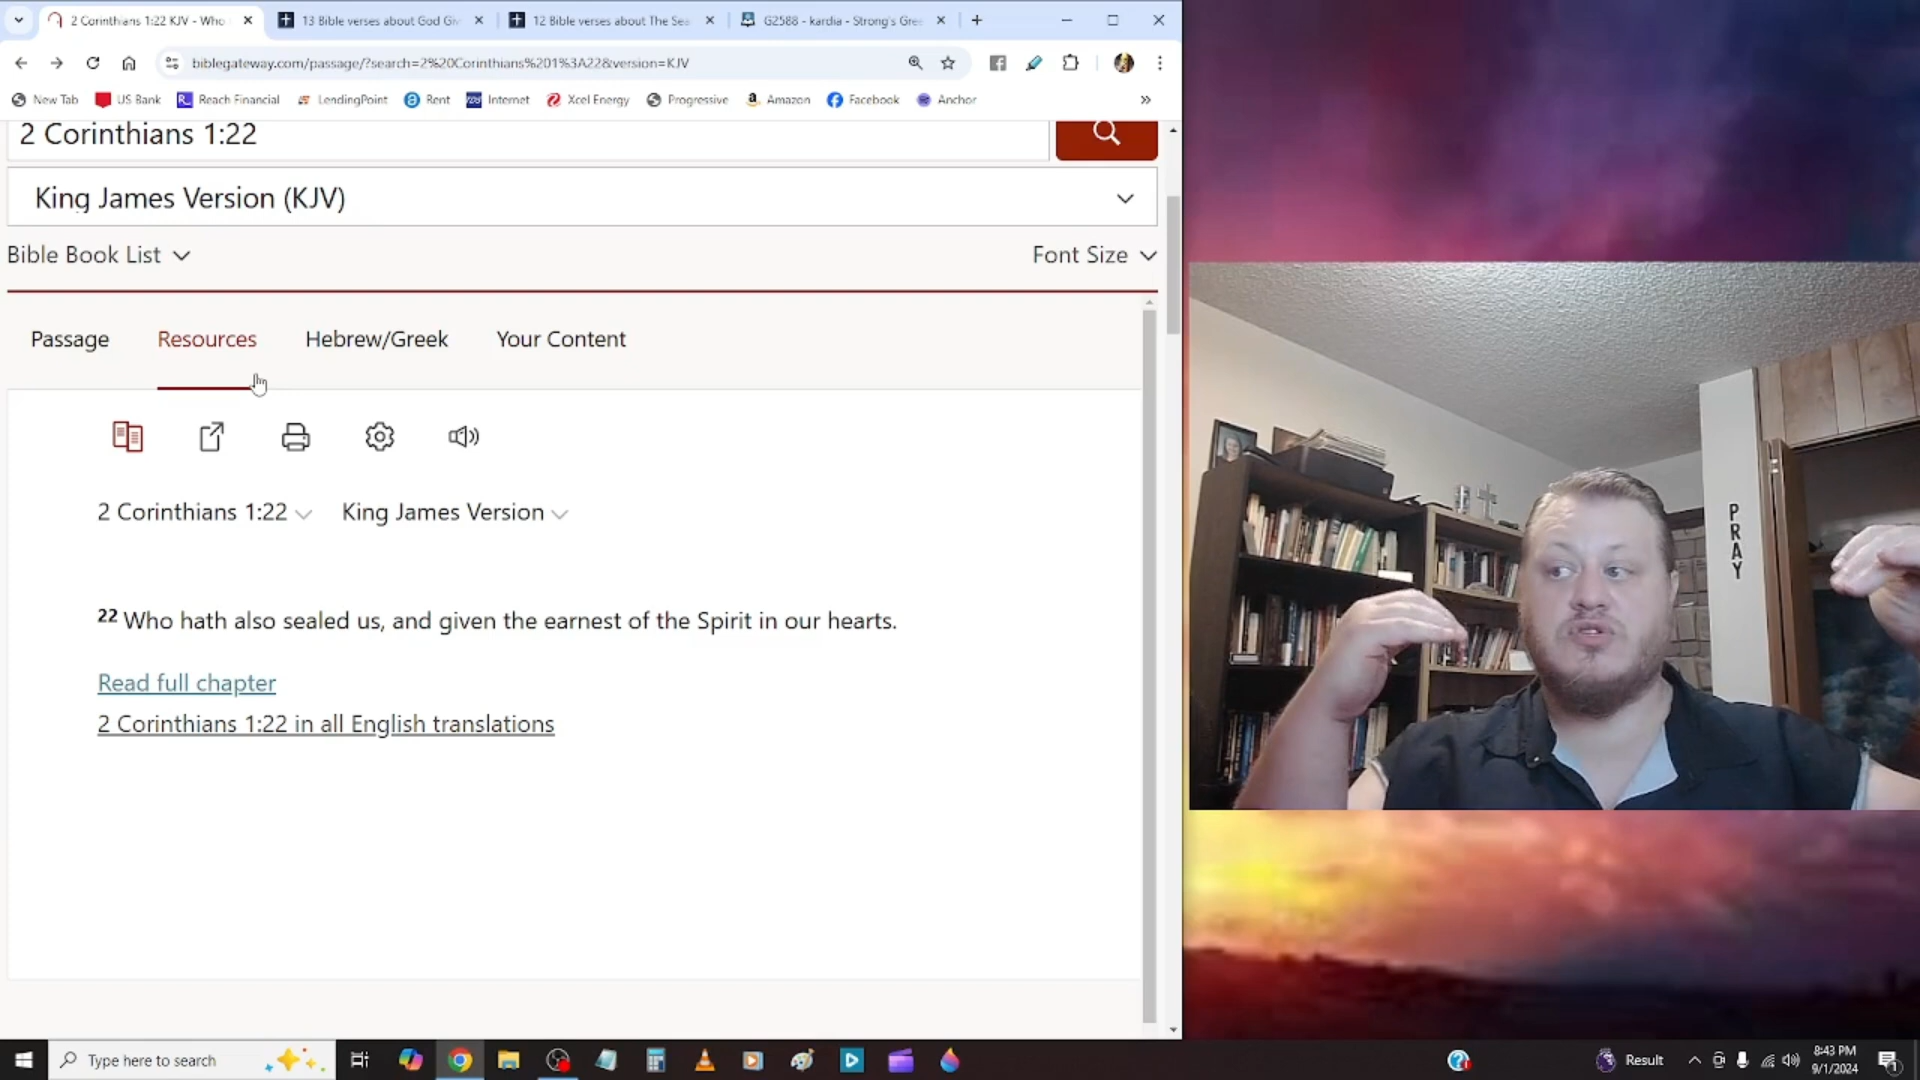 2 Corinthians 1:22 KJV - Who
13 Bible verses about God Giv
12 Bible verses about The Sea
G2588 - kardia - Strong's Gree
biblegateway.com/passage/?search=2%20Corinthians%201%3A22&version=KJV
New Tab US Bank Reach Financial LendingPoint Rent Internet Xcel Energy Progressive Amazon Facebook Anchor »
2 Corinthians 1:22
King James Version (KJV)
Bible Book List Font Size
Passage Resources Hebrew/Greek Your Content
2 Corinthians 1:22 King James Version
22 Who hath also sealed us, and given the earnest of the Spirit in our hearts.
Read full chapter
2 Corinthians 1:22 in all English translations
PRAY
Type here to search
Result
8:43 PM
9/1/2024